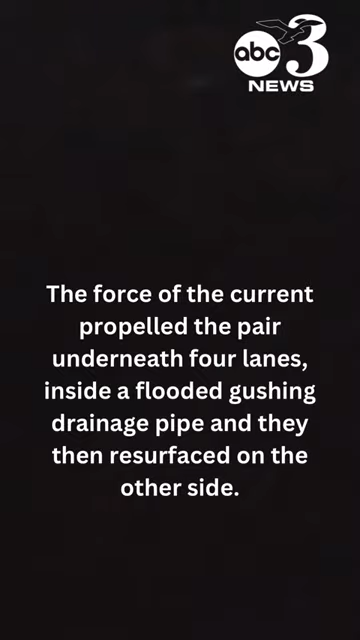 abc 3
NEWS
The force of the current
propelled the pair
underneath four lanes,
inside a flooded gushing
drainage pipe and they
then resurfaced on the
other side.